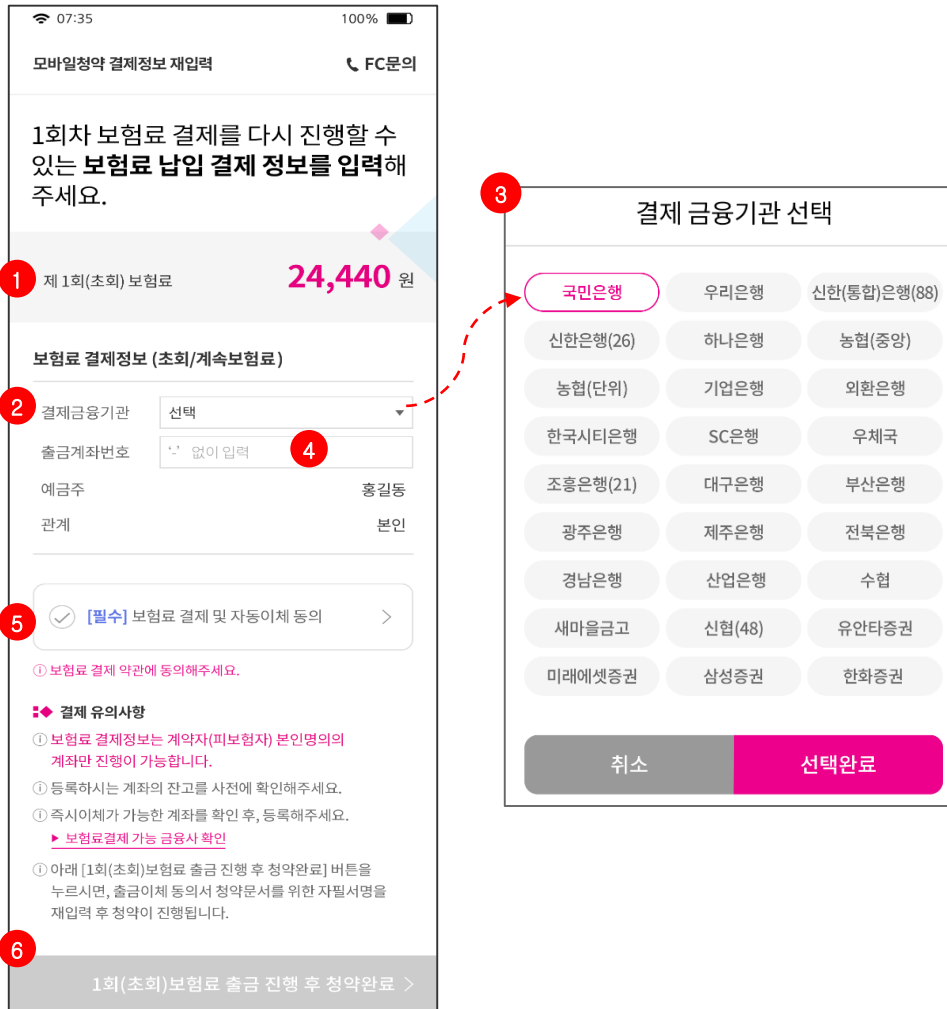 07:35
100%
모바일청약 결제정보 재입력
FC문의
1회차 보험료 결제를 다시 진행할 수
있는 보험료 납입 결제 정보를 입력해
주세요.
1
제 1회(초회) 보험료
24,440 원
보험료 결제정보 (초회/계속보험료)
2
결제금융기관
선택
출금계좌번호
'-' 없이 입력
4
예금주
홍길동
관계
본인
5
[필수] 보험료 결제 및 자동이체 동의
보험료 결제 약관에 동의해주세요.
결제 유의사항
보험료 결제정보는 계약자(피보험자) 본인명의의
계좌만 진행이 가능합니다.
등록하시는 계좌의 잔고를 사전에 확인해주세요.
즉시이체가 가능한 계좌를 확인 후, 등록해주세요.
▶ 보험료결제 가능 금융사 확인
아래 [1회(초회)보험료 출금 진행 후 청약완료] 버튼을
누르시면, 출금이체 동의서 청약문서를 위한 자필서명을
재입력 후 청약이 진행됩니다.
6
1회(초회)보험료 출금 진행 후 청약완료 >
3
결제 금융기관 선택
국민은행
우리은행
신한(통합)은행(88)
신한은행(26)
하나은행
농협(중앙)
농협(단위)
기업은행
외환은행
한국시티은행
SC은행
우체국
조흥은행(21)
대구은행
부산은행
광주은행
제주은행
전북은행
경남은행
산업은행
수협
새마을금고
신협(48)
유안타증권
미래에셋증권
삼성증권
한화증권
취소
선택완료